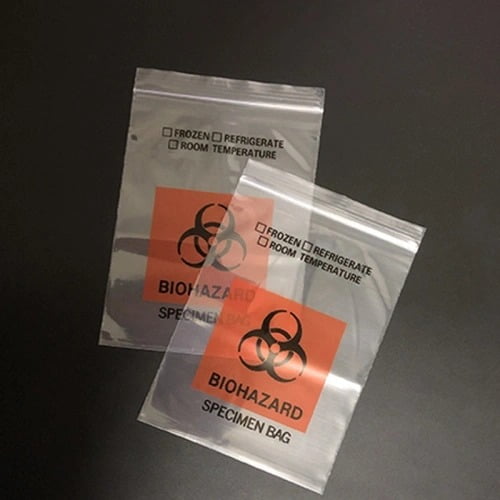 ☐ FROZEN ☐ REFRIGERATE
☐ ROOM TEMPERATURE
BIOHAZARD
SPECIMEN BAG
☐ FROZEN ☐ REFRIGERATE
☐ ROOM TEMPERATURE
BIOHAZARD
SPECIMEN BAG